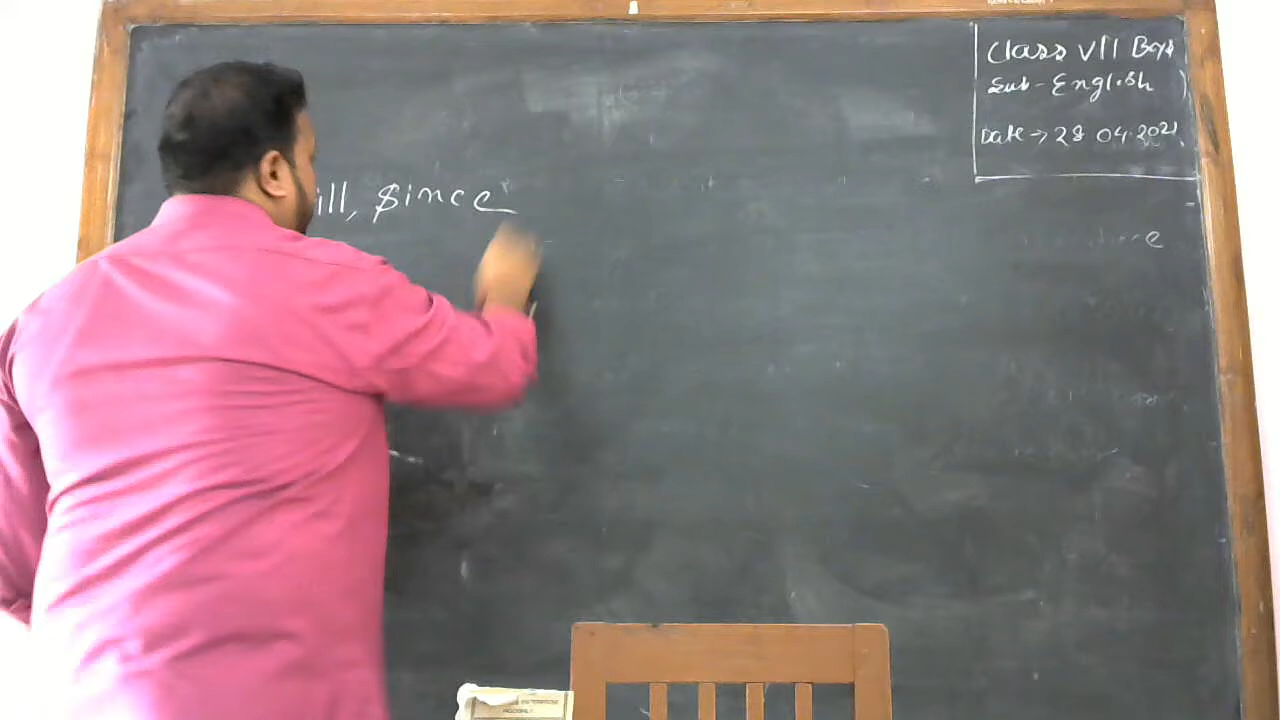 Class VII Boys
Sub - English
Date → 28 04.2021
ill, Since